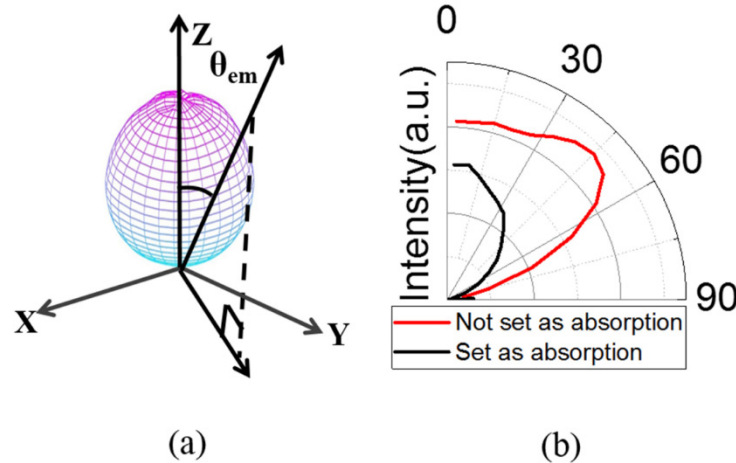 Z
θem
X
Y
(a)
0
30
60
90
Intensity(a.u.)
Not set as absorption
Set as absorption
(b)